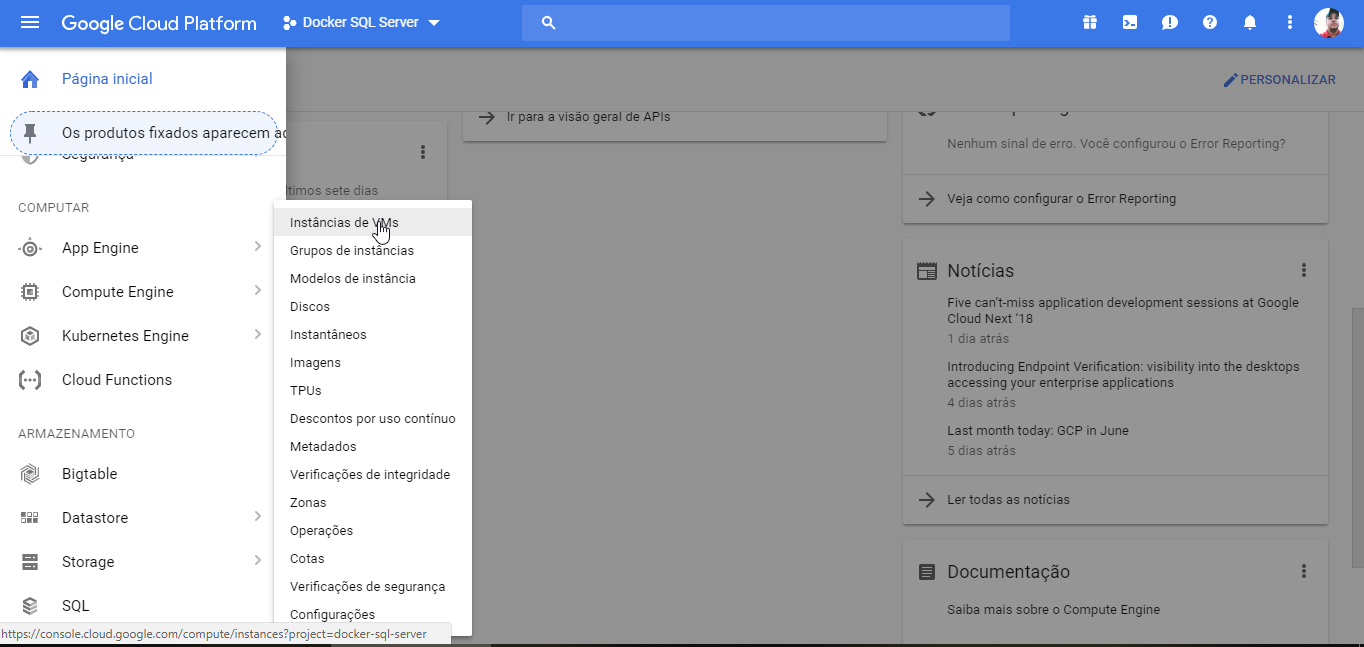 Google Cloud Platform
Docker SQL Server
Página inicial
Os produtos fixados aparecem
Segurança
COMPUTAR
App Engine
Compute Engine
Kubernetes Engine
Cloud Functions
ARMAZENAMENTO
Bigtable
Datastore
Storage
SQL
Instâncias de VMs
Grupos de instâncias
Modelos de instância
Discos
Instantâneos
Imagens
TPUs
Descontos por uso contínuo
Metadados
Verificações de integridade
Zonas
Operações
Cotas
Verificações de segurança
Configurações
https://console.cloud.google.com/compute/instances?project=docker-sql-server
PERSONALIZAR
sete dias
Ir para a visão geral de APIs
Nenhum sinal de erro. Você configurou o Error Reporting?
Veja como configurar o Error Reporting
Notícias
Five can't-miss application development sessions at Google
Cloud Next '18
1 dia atrás
Introducing Endpoint Verification: visibility into the desktops
accessing your enterprise applications
4 dias atrás
Last month today: GCP in June
5 dias atrás
Ler todas as notícias
Documentação
Saiba mais sobre o Compute Engine